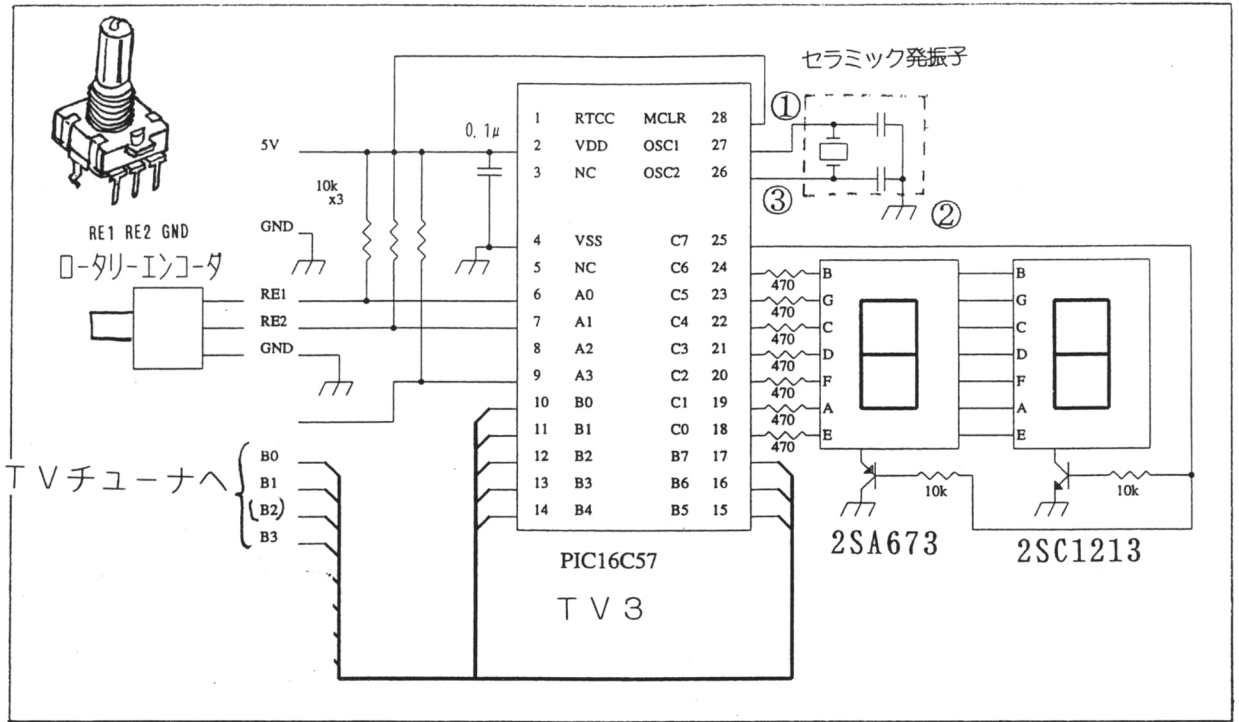 セラミック発振子
①
③
②
RE1 RE2 GND
ロータリーエンコーダ
5V
GND
RE1
RE2
GND
10k
x3
0.1μ
1 RTCC MCLR 28
2 VDD OSC1 27
3 NC OSC2 26
4 VSS C7 25
5 NC C6 24
6 A0 C5 23
7 A1 C4 22
8 A2 C3 21
9 A3 C2 20
10 B0 C1 19
11 B1 C0 18
12 B2 B7 17
13 B3 B6 16
14 B4 B5 15
PIC16C57
TV3
470
470
470
470
470
470
470
B
G
C
D
F
A
E
B
G
C
D
F
A
E
10k
10k
2SA673
2SC1213
TVチューナへ
B0
B1
(B2)
B3